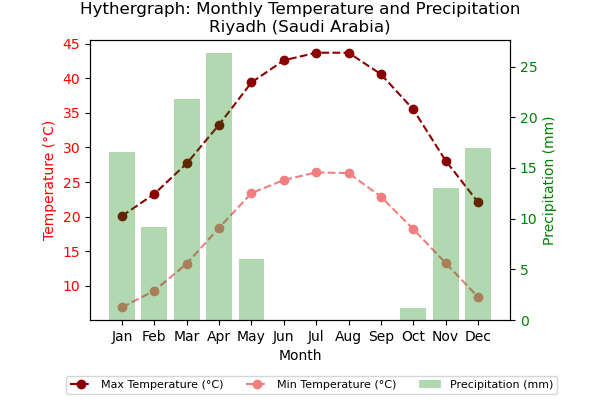 Hythergraph: Monthly Temperature and Precipitation
Riyadh (Saudi Arabia)
45
40
35
30
25
20
15
10
Temperature (°C)
25
20
15
10
5
0
Precipitation (mm)
Jan Feb Mar Apr May Jun Jul Aug Sep Oct Nov Dec
Month
Max Temperature (°C) Min Temperature (°C) Precipitation (mm)